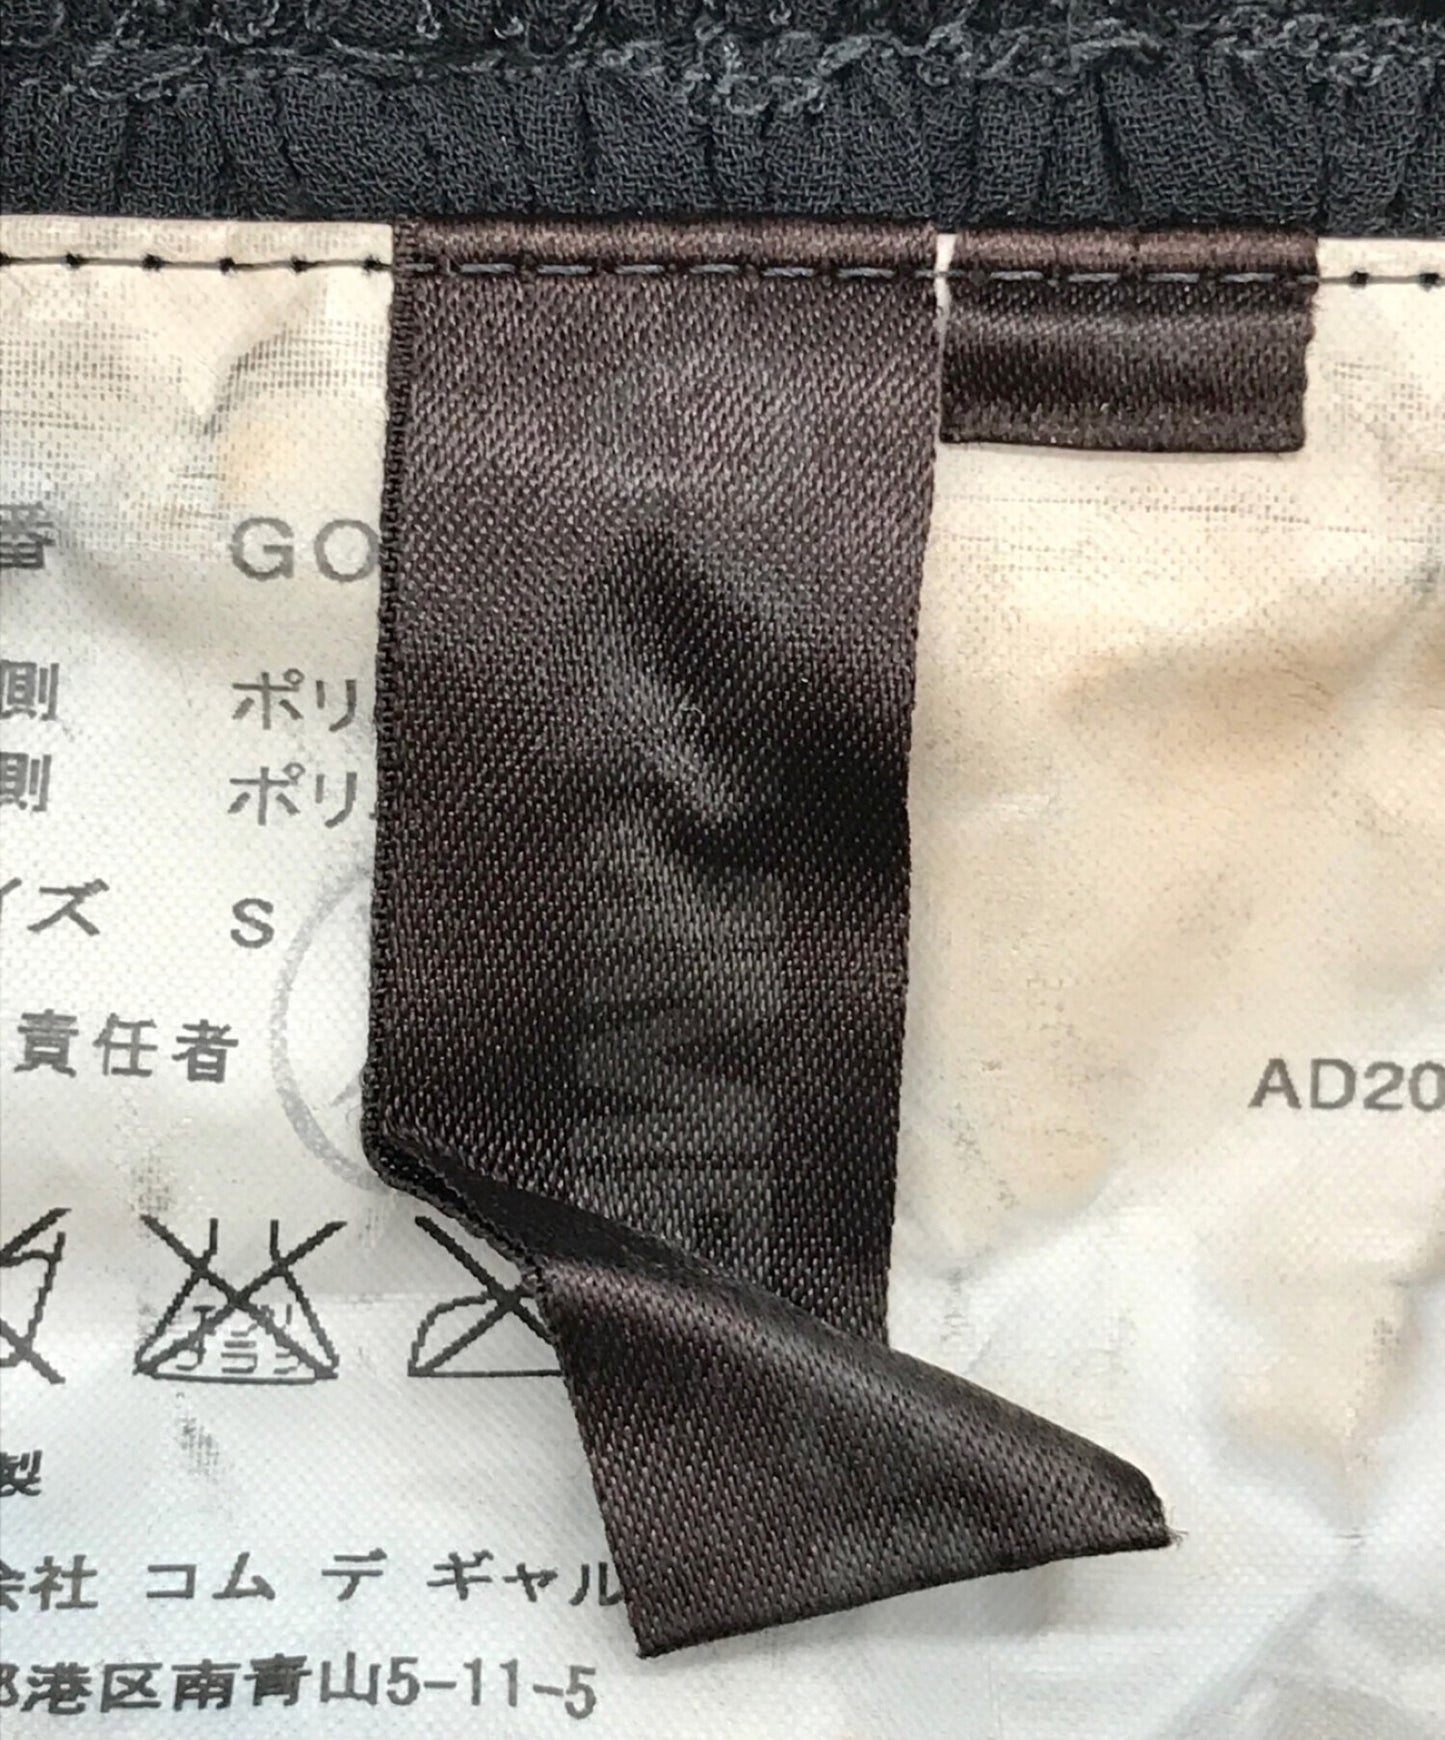 番 GO
側 ポリ
側 ポリ
イズ S
責任者
AD20
製
会社 コム デ ギャル
港区南青山5-11-5